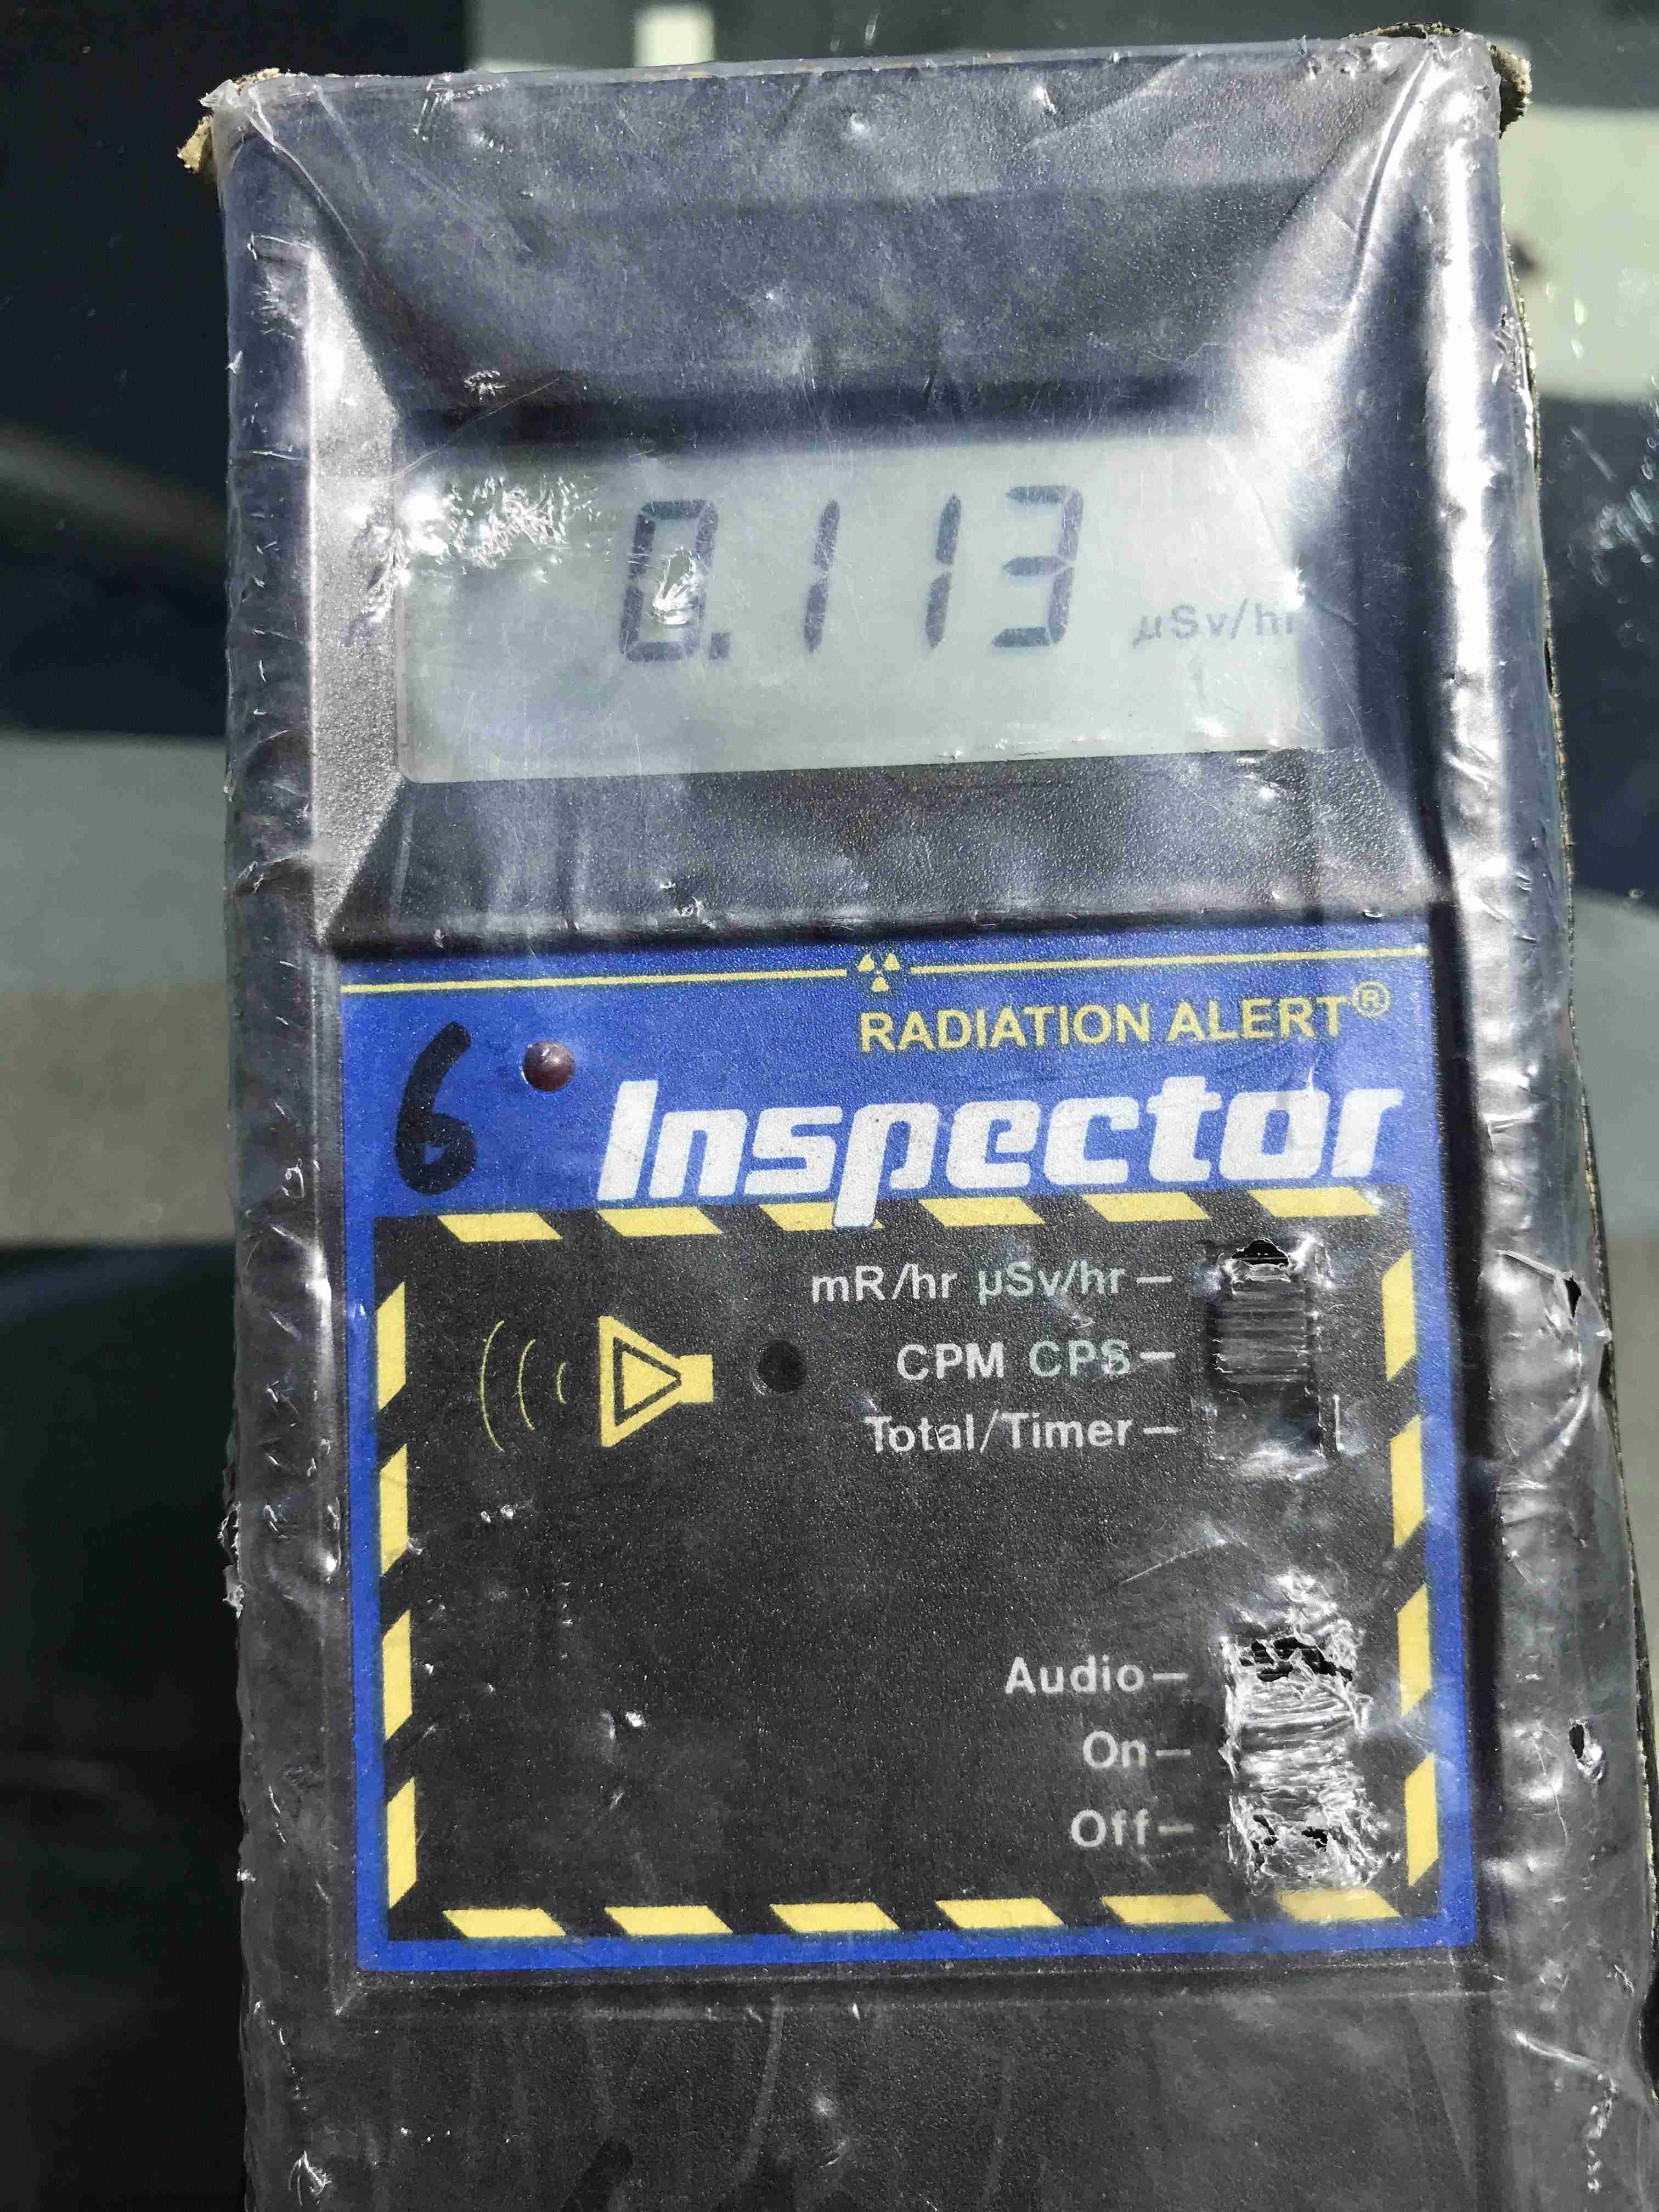 0.113 µSv/hr
RADIATION ALERT®
6
Inspector
mR/hr µSv/hr
CPM CPS
Total/Timer
Audio
On
Off